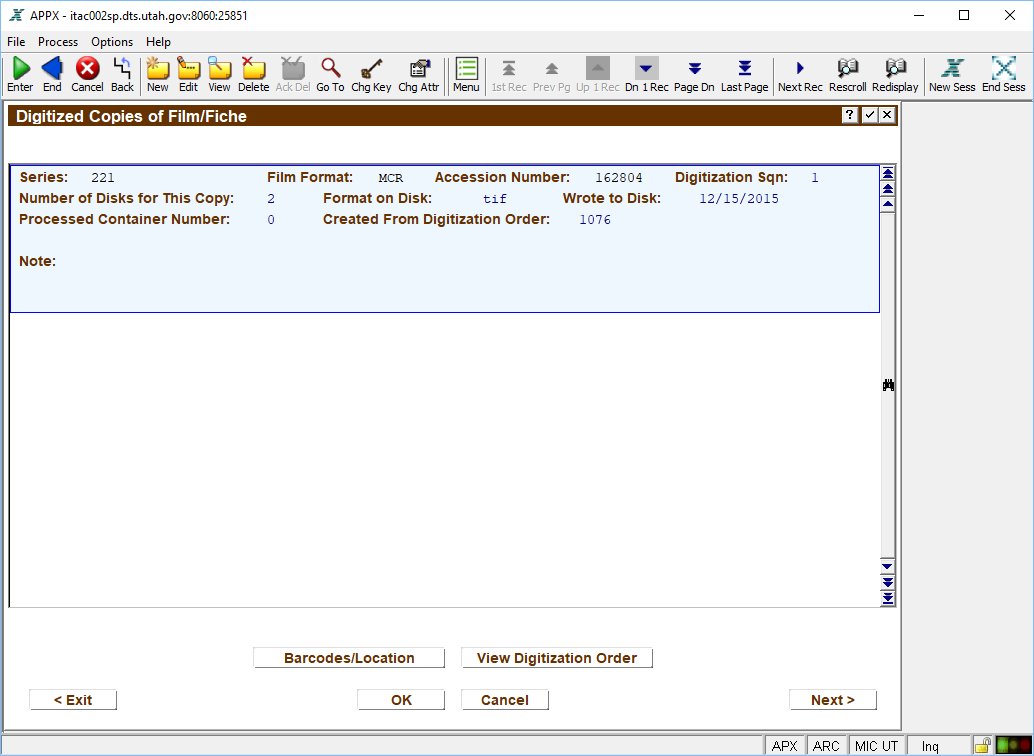 APPX - itac002sp.dts.utah.gov:8060:25851
File Process Options Help
Enter End Cancel Back New Edit View Delete Ack Del Go To Chg Key Chg Attr Menu 1st Rec Prev Pg Up 1 Rec Dn 1 Rec Page Dn Last Page Next Rec Rescroll Redisplay New Sess End Sess
Digitized Copies of Film/Fiche ?
Series: 221 Film Format: MCR Accession Number: 162804 Digitization Sqn: 1
Number of Disks for This Copy: 2 Format on Disk: tif Wrote to Disk: 12/15/2015
Processed Container Number: 0 Created From Digitization Order: 1076
Note:
Barcodes/Location View Digitization Order
< Exit OK Cancel Next >
APX ARC MIC UT Inq